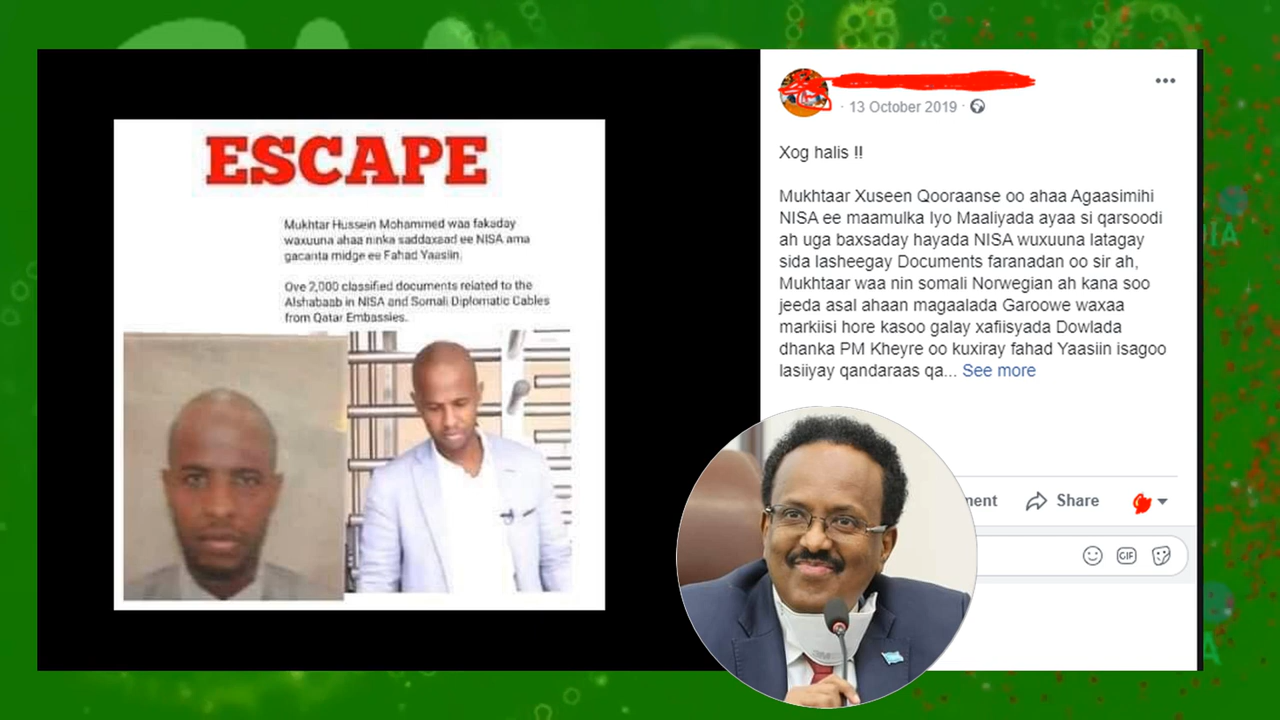 ESCAPE
Mukhtar Hussein Mohammed waa fakaday
waxuuna ahaa ninka saddaxaad ee NISA ama
gacanta midge ee Fahad Yaasiin.
Ove 2,000 classified documents related to the
Alshabaab in NISA and Somali Diplomatic Cables
from Qatar Embassies.
· 13 October 2019 ·
Xog halis !!
Mukhtaar Xuseen Qooraanse oo ahaa Agaasimihi
NISA ee maamulka Iyo Maaliyada ayaa si qarsoodi
ah uga baxsaday hayada NISA wuxuuna latagay
sida lasheegay Documents faranadan oo sir ah,
Mukhtaar waa nin somali Norwegian ah kana soo
jeeda asal ahaan magaalada Garoowe waxaa
markiisi hore kasoo galay xafiisyada Dowlada
dhanka PM Kheyre oo kuxiray fahad Yaasiin isagoo
lasiiyay qandaraas qa... See more
ment Share
GIF